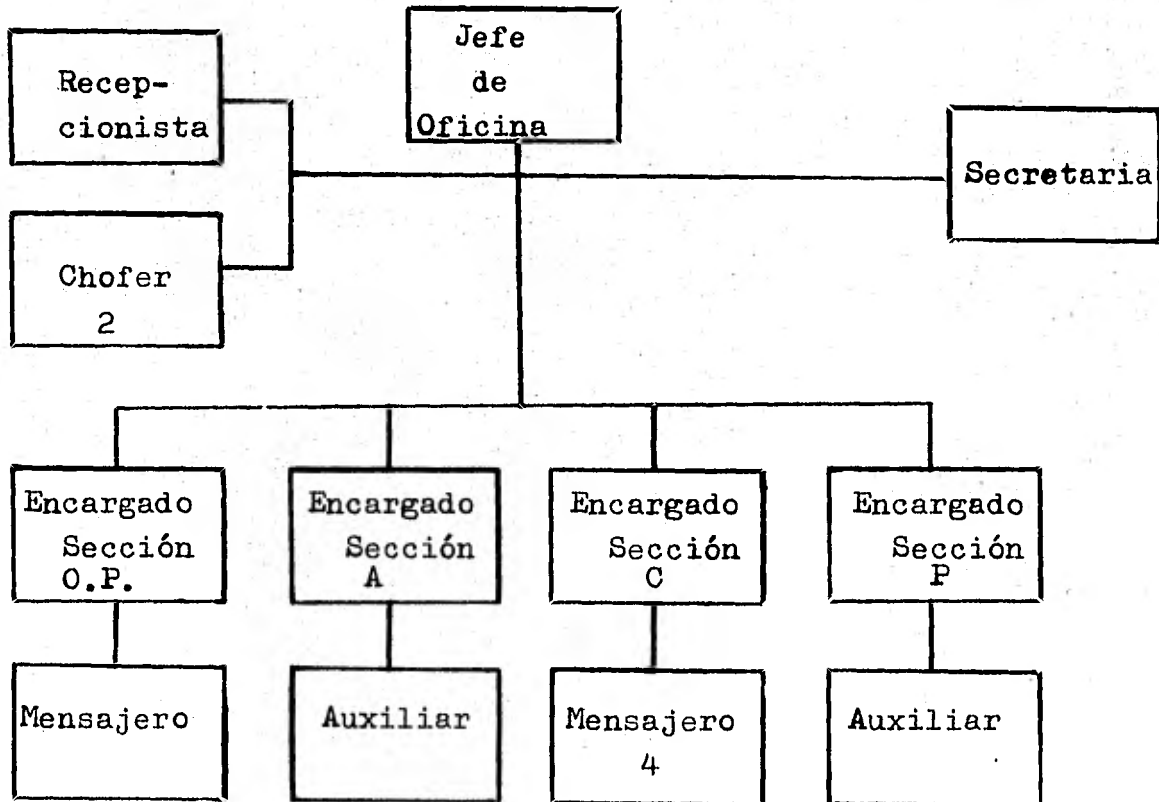 Jefe
de
Oficina
Recep-
cionista
Secretaria
Chofer
2
Encargado
Sección
O.P.
Encargado
Sección
A
Encargado
Sección
C
Encargado
Sección
P
Mensajero
Auxiliar
Mensajero
4
Auxiliar